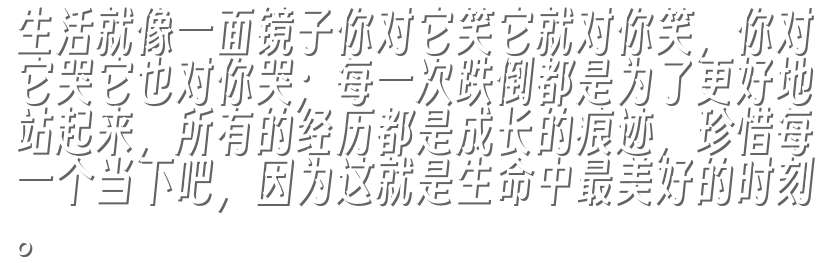 生活就像一面镜子你对它笑它就对你笑，你对
它哭它也对你哭；每一次跌倒都是为了更好地
站起来，所有的经历都是成长的痕迹，珍惜每
一个当下吧，因为这就是生命中最美好的时刻
。